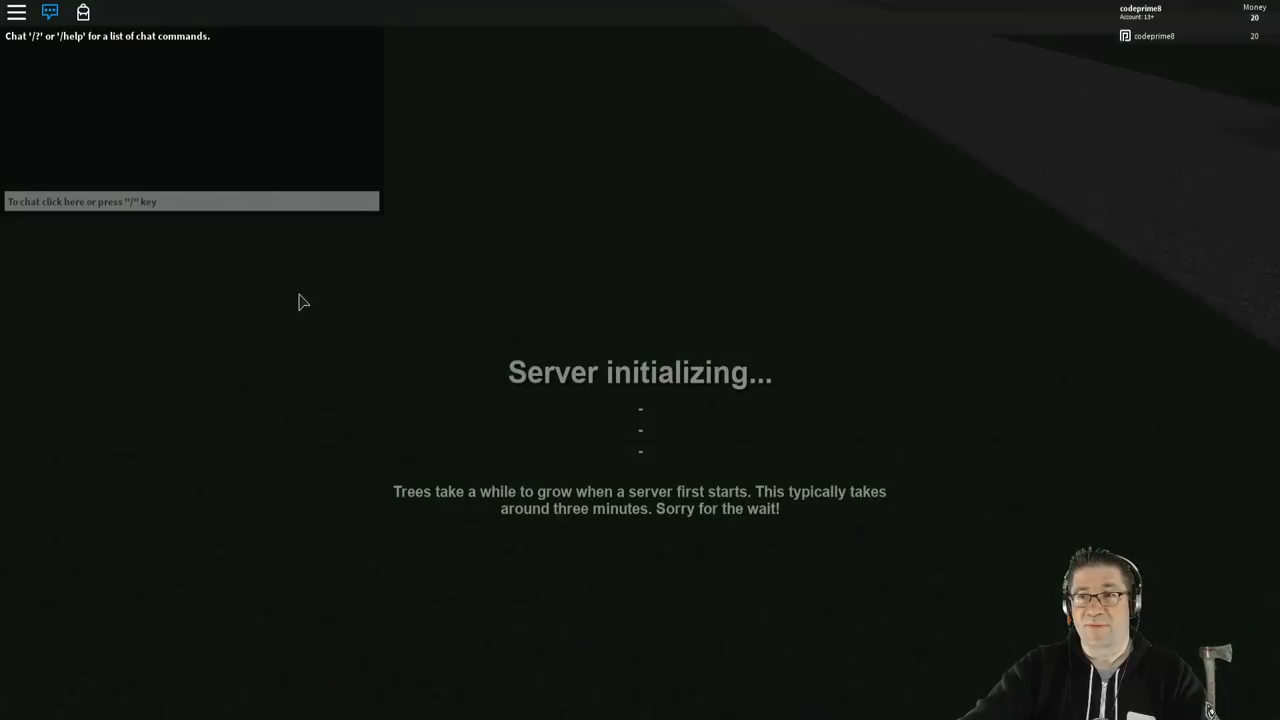 codeprime8
Account: 13+
Money
20
Chat '/?' or '/help' for a list of chat commands.
codeprime8
20
To chat click here or press "/" key
Server initializing...
-
-
-
Trees take a while to grow when a server first starts. This typically takes
around three minutes. Sorry for the wait!